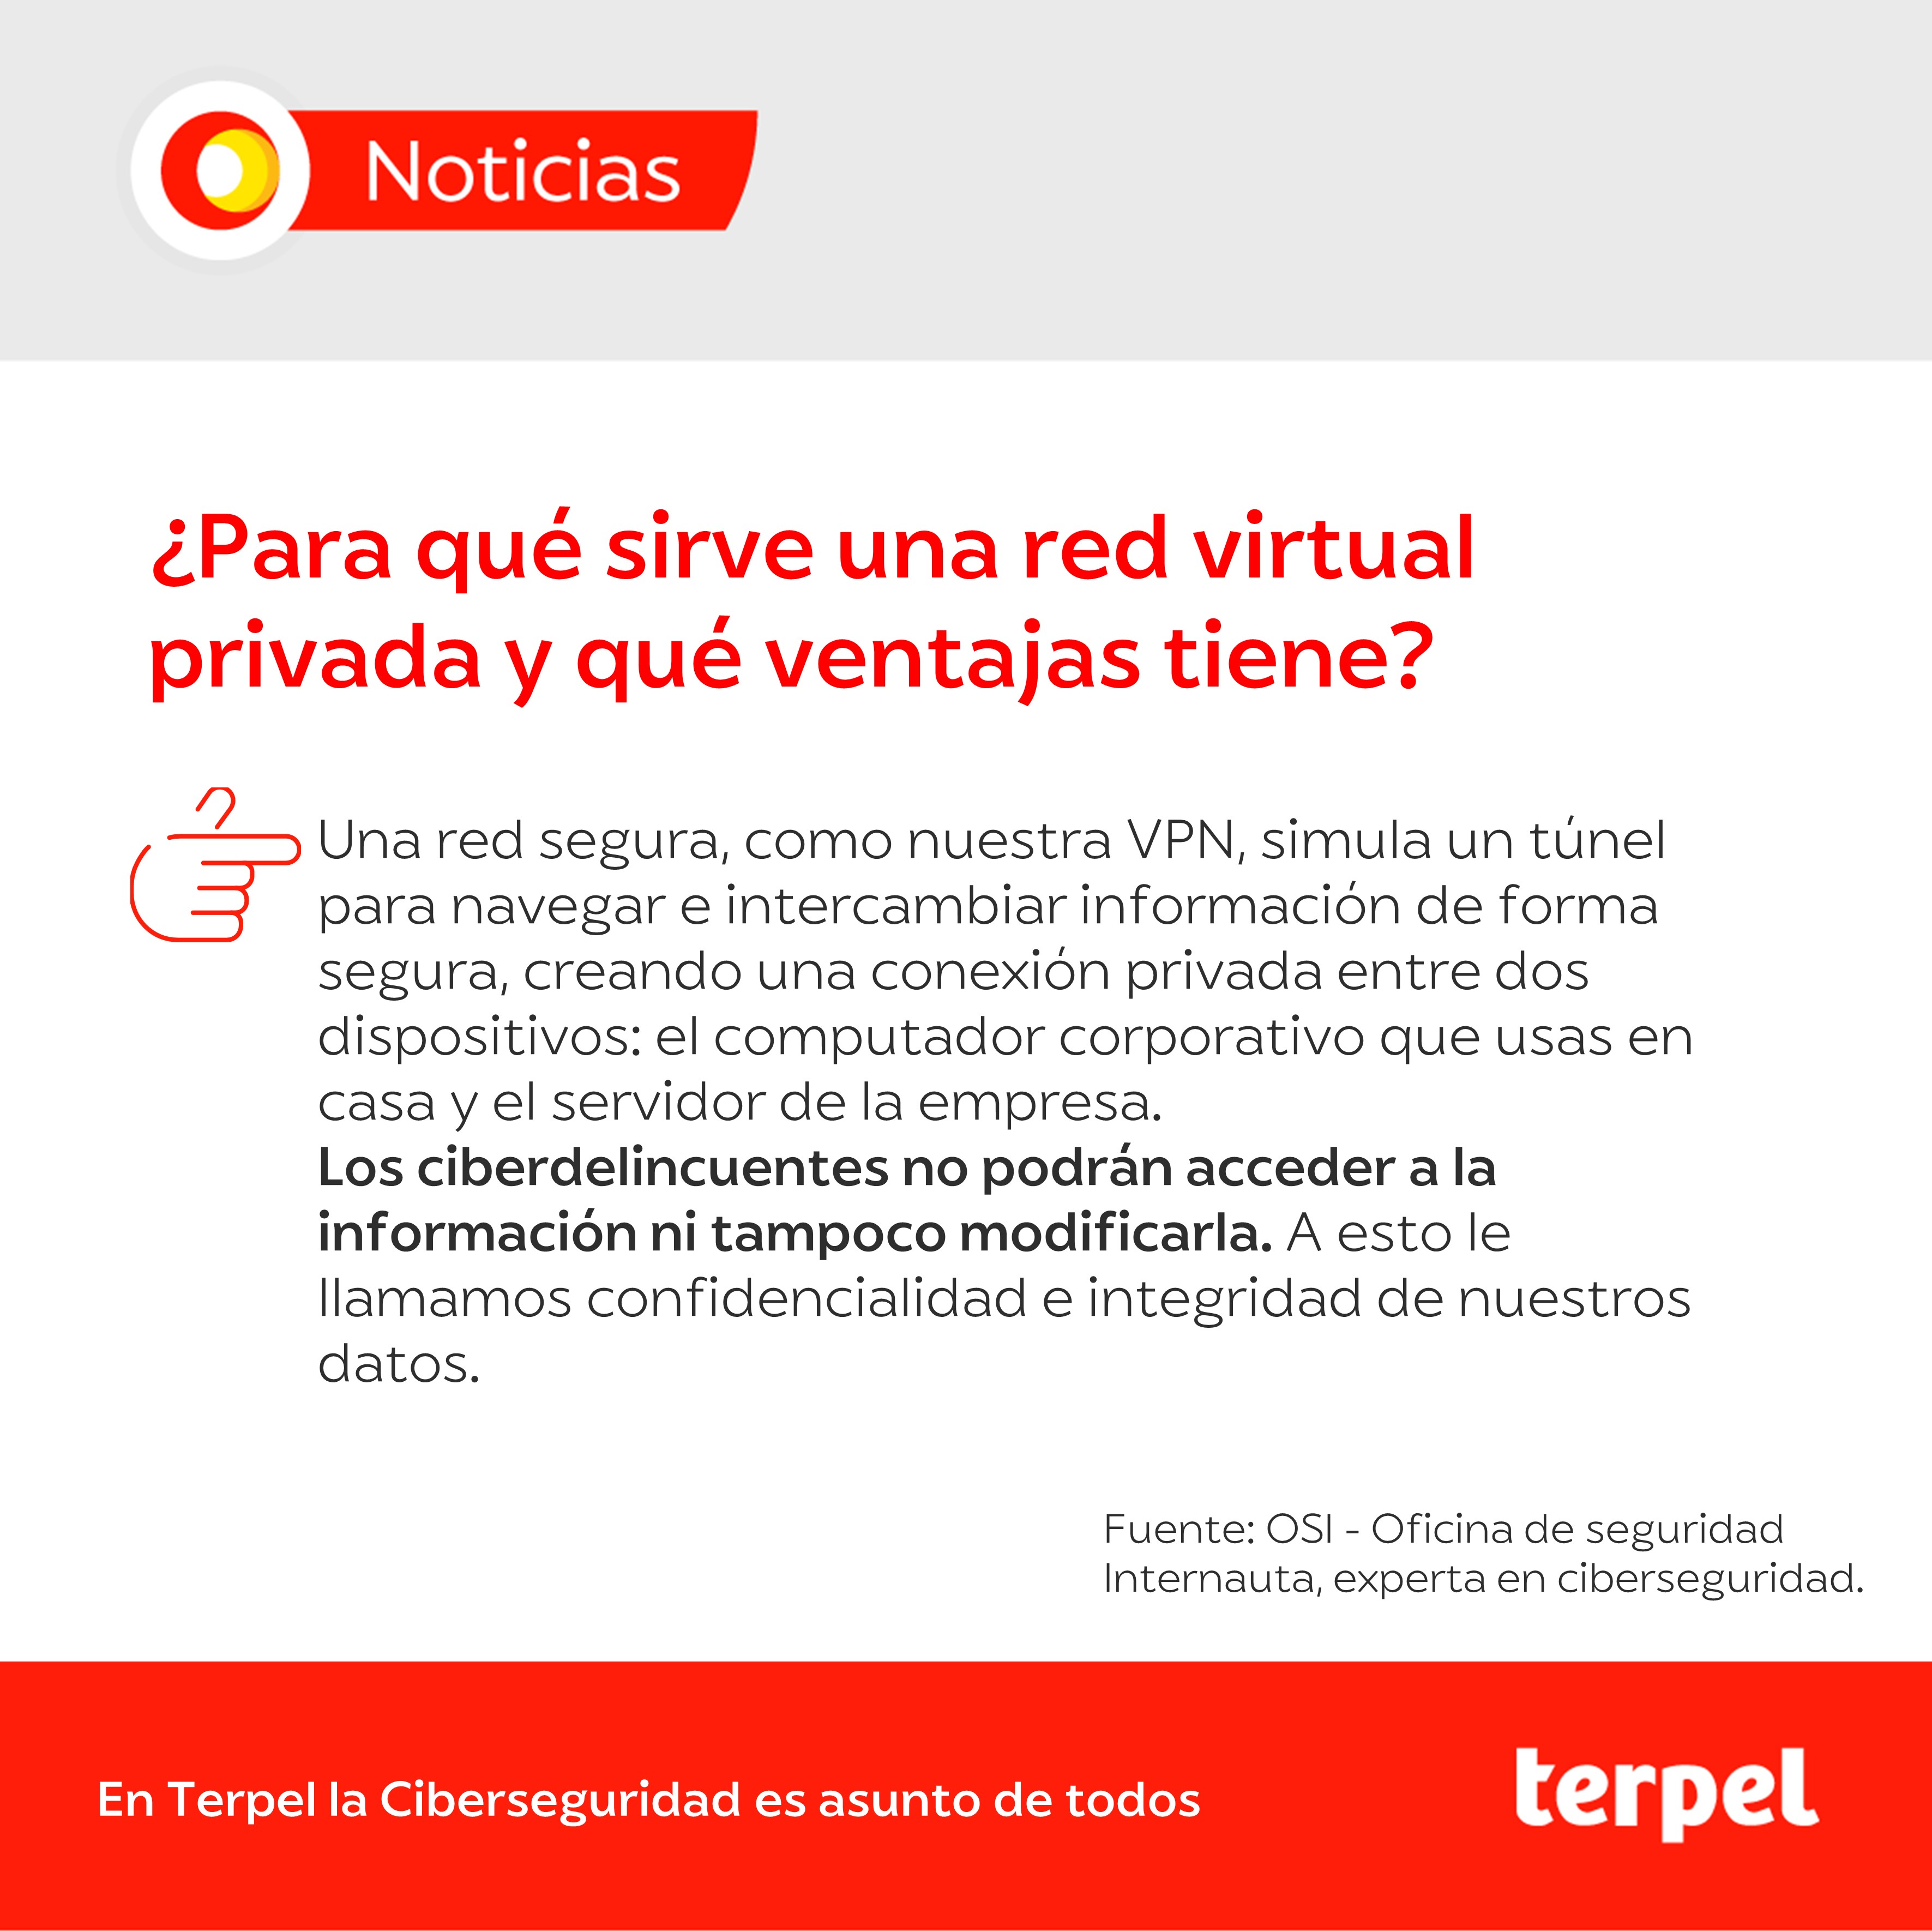 Noticias
¿Para qué sirve una red virtual
privada y qué ventajas tiene?
Una red segura, como nuestra VPN, simula un túnel
para navegar e intercambiar información de forma
segura, creando una conexión privada entre dos
dispositivos: el computador corporativo que usas en
casa y el servidor de la empresa.
Los ciberdelincuentes no podrán acceder a la
información ni tampoco modificarla. A esto le
llamamos confidencialidad e integridad de nuestros
datos.
Fuente: OSI - Oficina de seguridad
Internauta, experta en ciberseguridad.
En Terpel la Ciberseguridad es asunto de todos
terpel